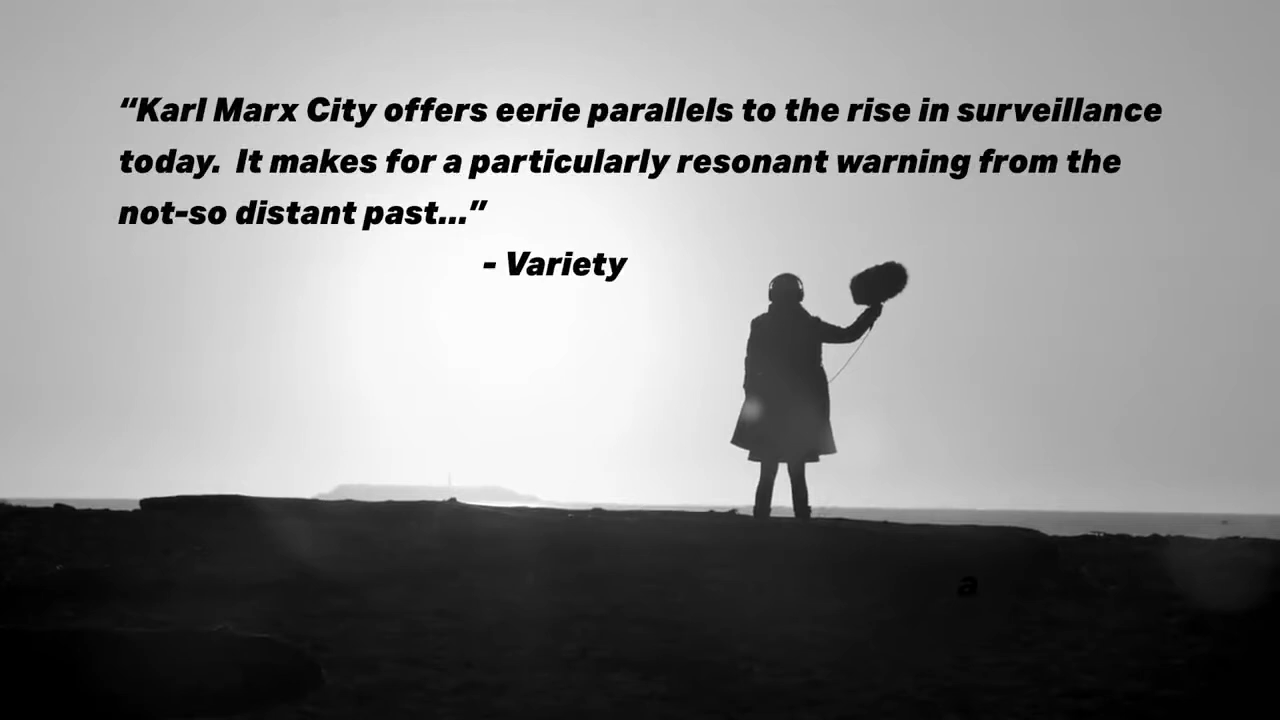 “Karl Marx City offers eerie parallels to the rise in surveillance
today.  It makes for a particularly resonant warning from the
not-so distant past...”
- Variety
a